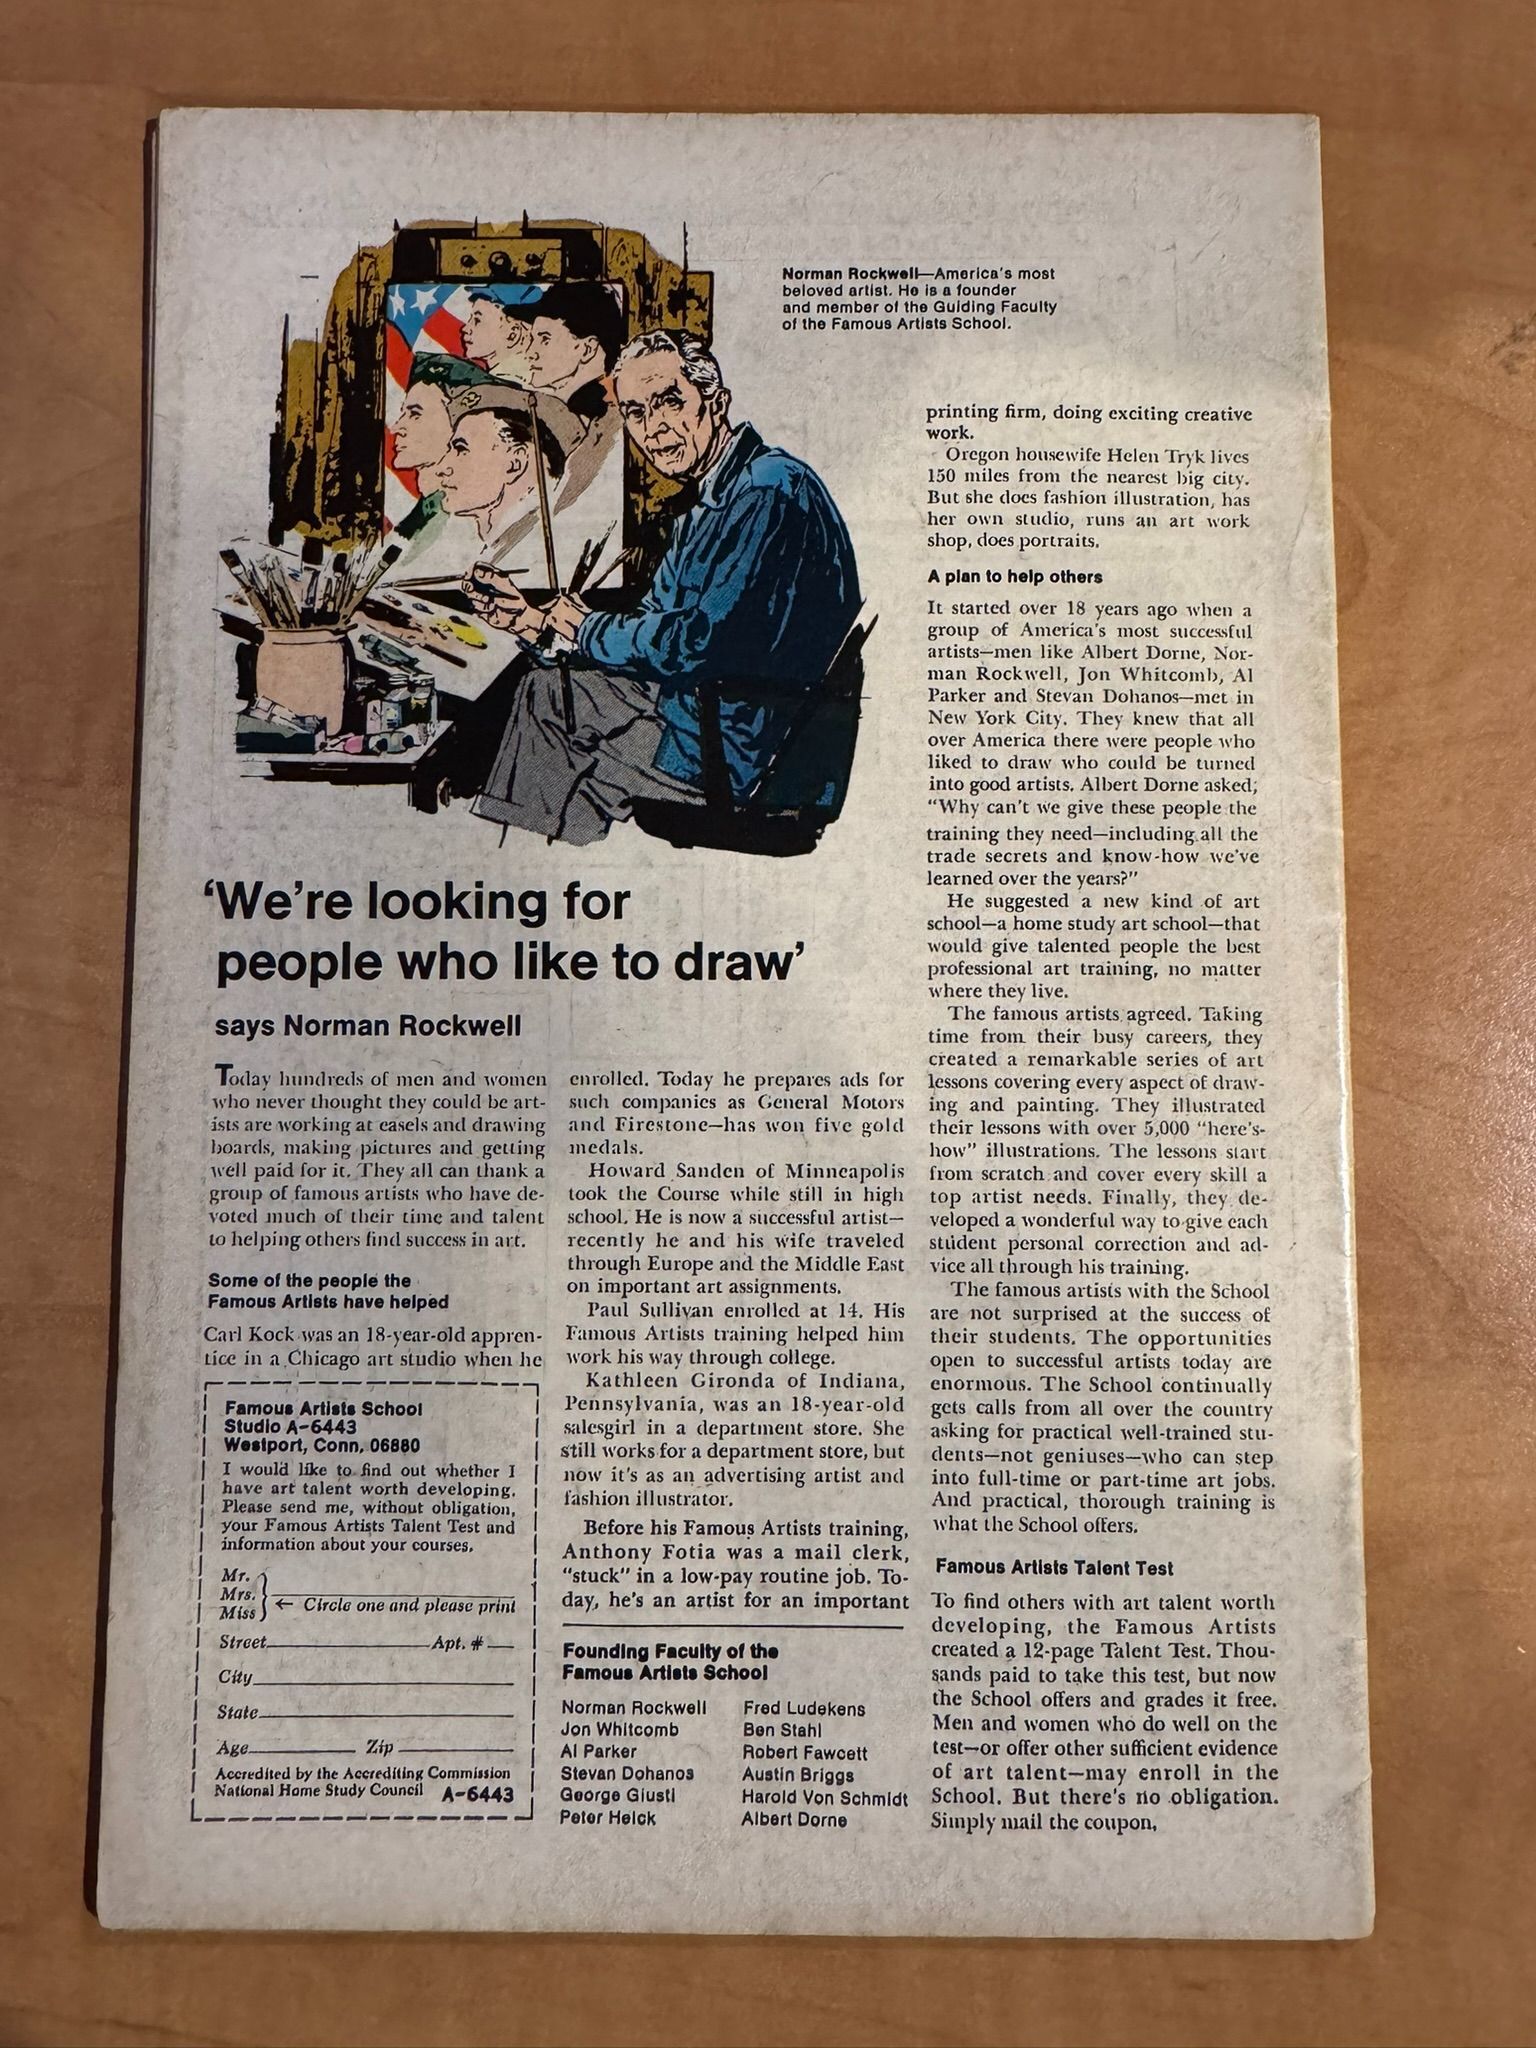 Norman Rockwell—America's most
beloved artist. He is a founder
and member of the Guiding Faculty
of the Famous Artists School.
'We're looking for
people who like to draw'
says Norman Rockwell
Today hundreds of men and women
who never thought they could be art-
ists are working at easels and drawing
boards, making pictures and getting
well paid for it. They all can thank a
group of famous artists who have de-
voted much of their time and talent
to helping others find success in art.
Some of the people the
Famous Artists have helped
Carl Kock was an 18-year-old appren-
tice in a Chicago art studio when he
enrolled. Today he prepares ads for
such companies as General Motors
and Firestone—has won five gold
medals.
Howard Sanden of Minneapolis
took the Course while still in high
school. He is now a successful artist—
recently he and his wife traveled
through Europe and the Middle East
on important art assignments.
Paul Sullivan enrolled at 14. His
Famous Artists training helped him
work his way through college.
Kathleen Gironda of Indiana,
Pennsylvania, was an 18-year-old
salesgirl in a department store. She
still works for a department store, but
now it's as an advertising artist and
fashion illustrator.
Before his Famous Artists training,
Anthony Fotia was a mail clerk,
"stuck" in a low-pay routine job. To-
day, he's an artist for an important
printing firm, doing exciting creative
work.
Oregon housewife Helen Tryk lives
150 miles from the nearest big city.
But she does fashion illustration, has
her own studio, runs an art work
shop, does portraits.
A plan to help others
It started over 18 years ago when a
group of America's most successful
artists—men like Albert Dorne, Nor-
man Rockwell, Jon Whitcomb, Al
Parker and Stevan Dohanos—met in
New York City. They knew that all
over America there were people who
liked to draw who could be turned
into good artists. Albert Dorne asked;
"Why can't we give these people the
training they need—including all the
trade secrets and know-how we've
learned over the years?"
He suggested a new kind of art
school—a home study art school—that
would give talented people the best
professional art training, no matter
where they live.
The famous artists agreed. Taking
time from their busy careers, they
created a remarkable series of art
lessons covering every aspect of draw-
ing and painting. They illustrated
their lessons with over 5,000 "here's-
how" illustrations. The lessons start
from scratch and cover every skill a
top artist needs. Finally, they de-
veloped a wonderful way to give each
student personal correction and ad-
vice all through his training.
The famous artists with the School
are not surprised at the success of
their students. The opportunities
open to successful artists today are
enormous. The School continually
gets calls from all over the country
asking for practical well-trained stu-
dents—not geniuses—who can step
into full-time or part-time art jobs.
And practical, thorough training is
what the School offers.
Famous Artists Talent Test
To find others with art talent worth
developing, the Famous Artists
created a 12-page Talent Test. Thou-
sands paid to take this test, but now
the School offers and grades it free.
Men and women who do well on the
test—or offer other sufficient evidence
of art talent—may enroll in the
School. But there's no obligation.
Simply mail the coupon.
Famous Artists School
Studio A-6443
Westport, Conn. 06880
I would like to find out whether I
have art talent worth developing.
Please send me, without obligation,
your Famous Artists Talent Test and
information about your courses.
Mr.
Mrs.
Miss
← Circle one and please print
Street Apt. #
City
State
Age Zip
Accredited by the Accrediting Commission
National Home Study Council A-6443
Founding Faculty of the
Famous Artists School
Norman Rockwell
Jon Whitcomb
Al Parker
Stevan Dohanos
George Giusti
Peter Helck
Fred Ludekens
Ben Stahl
Robert Fawcett
Austin Briggs
Harold Von Schmidt
Albert Dorne